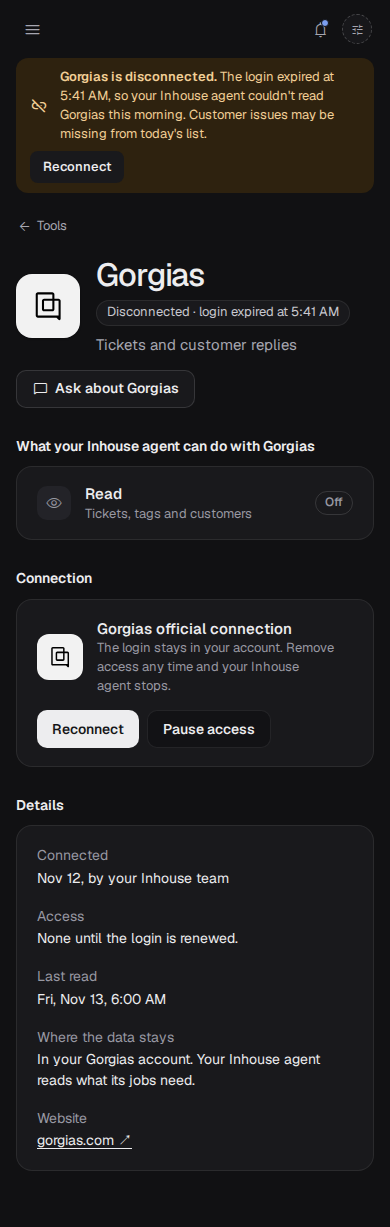 Gorgias is disconnected. The login expired at
5:41 AM, so your Inhouse agent couldn't read
Gorgias this morning. Customer issues may be
missing from today's list.
Reconnect
← Tools
Gorgias
Disconnected · login expired at 5:41 AM
Tickets and customer replies
Ask about Gorgias
What your Inhouse agent can do with Gorgias
Read
Tickets, tags and customers
Off
Connection
Gorgias official connection
The login stays in your account. Remove
access any time and your Inhouse
agent stops.
Reconnect
Pause access
Details
Connected
Nov 12, by your Inhouse team
Access
None until the login is renewed.
Last read
Fri, Nov 13, 6:00 AM
Where the data stays
In your Gorgias account. Your Inhouse agent
reads what its jobs need.
Website
gorgias.com ↗